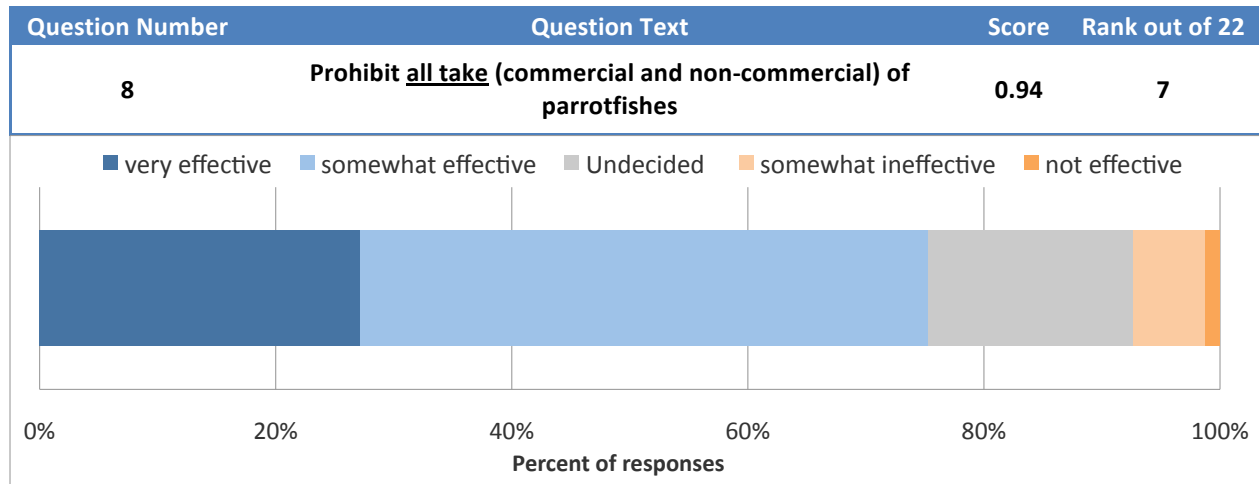 Question Number Question Text Score Rank out of 22
8 Prohibit all take (commercial and non-commercial) of parrotfishes 0.94 7
very effective somewhat effective Undecided somewhat ineffective not effective
0% 20% 40% 60% 80% 100%
Percent of responses